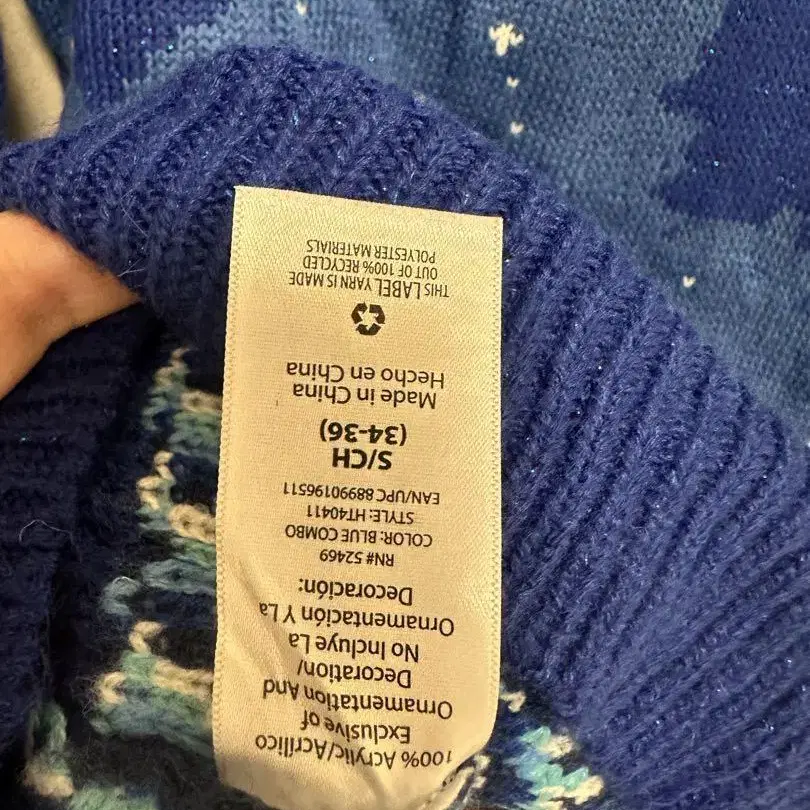 100% Acrylic/Acrílico
Exclusive of
Ornamentation And
Decoration/
No Incluye La
Ornamentación Y La
Decoración:
RN# 52469
COLOR: BLUE COMBO
STYLE: HT40411
EAN/UPC 88990196511
S/CH
(34-36)
Made in China
Hecho en China
THIS LABEL YARN IS MADE
OUT OF 100% RECYCLED
POLYESTER MATERIALS